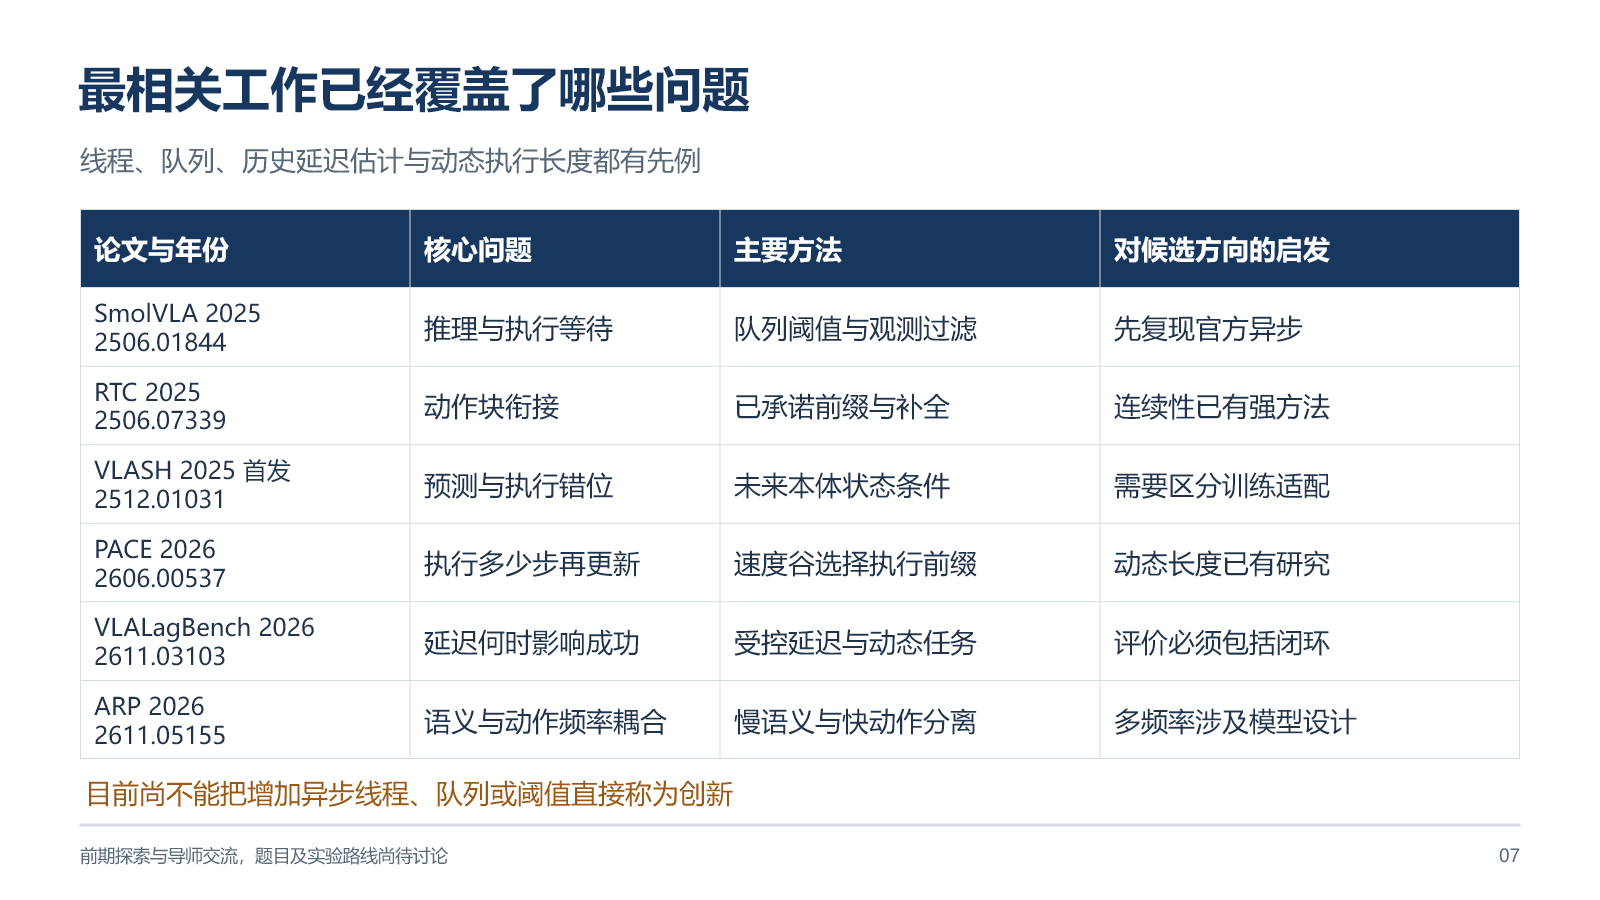 最相关工作已经覆盖了哪些问题
线程、队列、历史延迟估计与动态执行长度都有先例
论文与年份 核心问题 主要方法 对候选方向的启发
SmolVLA 2025
2506.01844
推理与执行等待 队列阈值与观测过滤 先复现官方异步
RTC 2025
2506.07339
动作块衔接 已承诺前缀与补全 连续性已有强方法
VLASH 2025 首发
2512.01031
预测与执行错位 未来本体状态条件 需要区分训练适配
PACE 2026
2606.00537
执行多少步再更新 速度谷选择执行前缀 动态长度已有研究
VLALagBench 2026
2611.03103
延迟何时影响成功 受控延迟与动态任务 评价必须包括闭环
ARP 2026
2611.05155
语义与动作频率耦合 慢语义与快动作分离 多频率涉及模型设计
目前尚不能把增加异步线程、队列或阈值直接称为创新
前期探索与导师交流，题目及实验路线尚待讨论 07